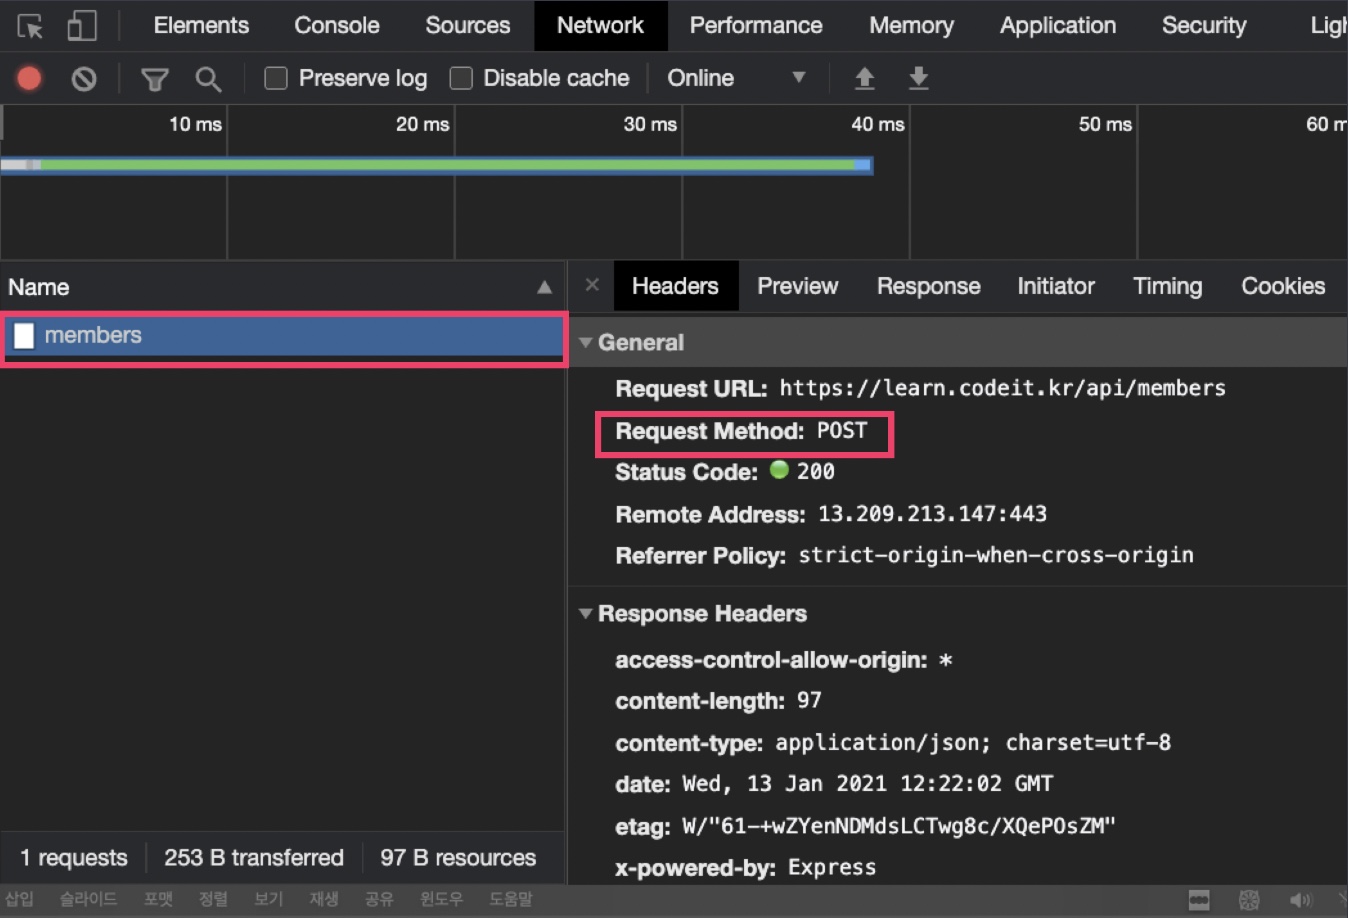 Elements Console Sources Network Performance Memory Application Security Ligh
Preserve log Disable cache Online
10 ms 20 ms 30 ms 40 ms 50 ms 60 m
Name
members
Headers Preview Response Initiator Timing Cookies
General
Request URL: https://learn.codeit.kr/api/members
Request Method: POST
Status Code: 200
Remote Address: 13.209.213.147:443
Referrer Policy: strict-origin-when-cross-origin
Response Headers
access-control-allow-origin: *
content-length: 97
content-type: application/json; charset=utf-8
date: Wed, 13 Jan 2021 12:22:02 GMT
etag: W/"61-+wZYenNDMdsLCTwg8c/XQePOsZM"
x-powered-by: Express
1 requests 253 B transferred 97 B resources
삽입 슬라이드 포맷 정렬 보기 재생 공유 윈도우 도움말